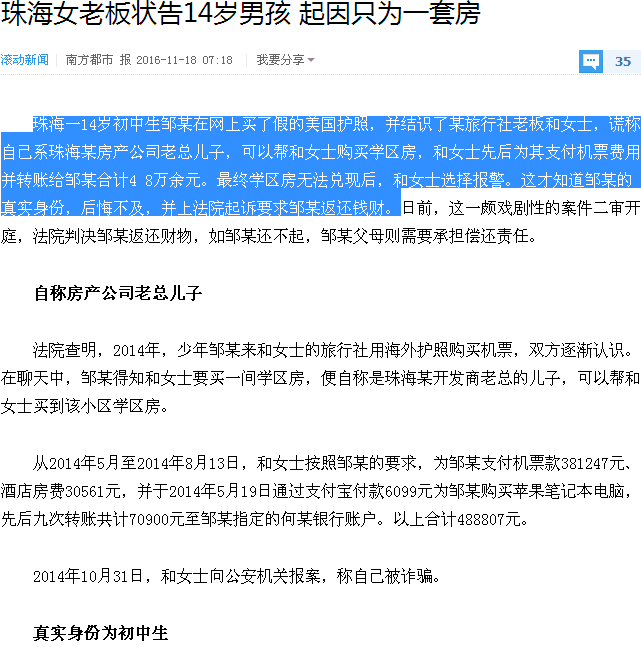 珠海女老板状告14岁男孩 起因只为一套房
滚动新闻 南方都市 报 2016-11-18 07:18 我要分享 35
珠海一14岁初中生邹某在网上买了假的美国护照，并结识了某旅行社老板和女士，谎称
自己系珠海某房产公司老总儿子，可以帮和女士购买学区房，和女士先后为其支付机票费用
并转账给邹某合计4 8万余元。最终学区房无法兑现后，和女士选择报警。这才知道邹某的
真实身份，后悔不及，并上法院起诉要求邹某返还钱财。日前，这一颇戏剧性的案件二审开
庭，法院判决邹某返还财物，如邹某还不起，邹某父母则需要承担偿还责任。
自称房产公司老总儿子
法院查明，2014年，少年邹某来和女士的旅行社用海外护照购买机票，双方逐渐认识。
在聊天中，邹某得知和女士要买一间学区房，便自称是珠海某开发商老总的儿子，可以帮和
女士买到该小区学区房。
从2014年5月至2014年8月13日，和女士按照邹某的要求，为邹某支付机票款381247元、
酒店房费30561元，并于2014年5月19日通过支付宝付款6099元为邹某购买苹果笔记本电脑，
先后九次转账共计70900元至邹某指定的何某银行账户。以上合计488807元。
2014年10月31日，和女士向公安机关报案，称自己被诈骗。
真实身份为初中生